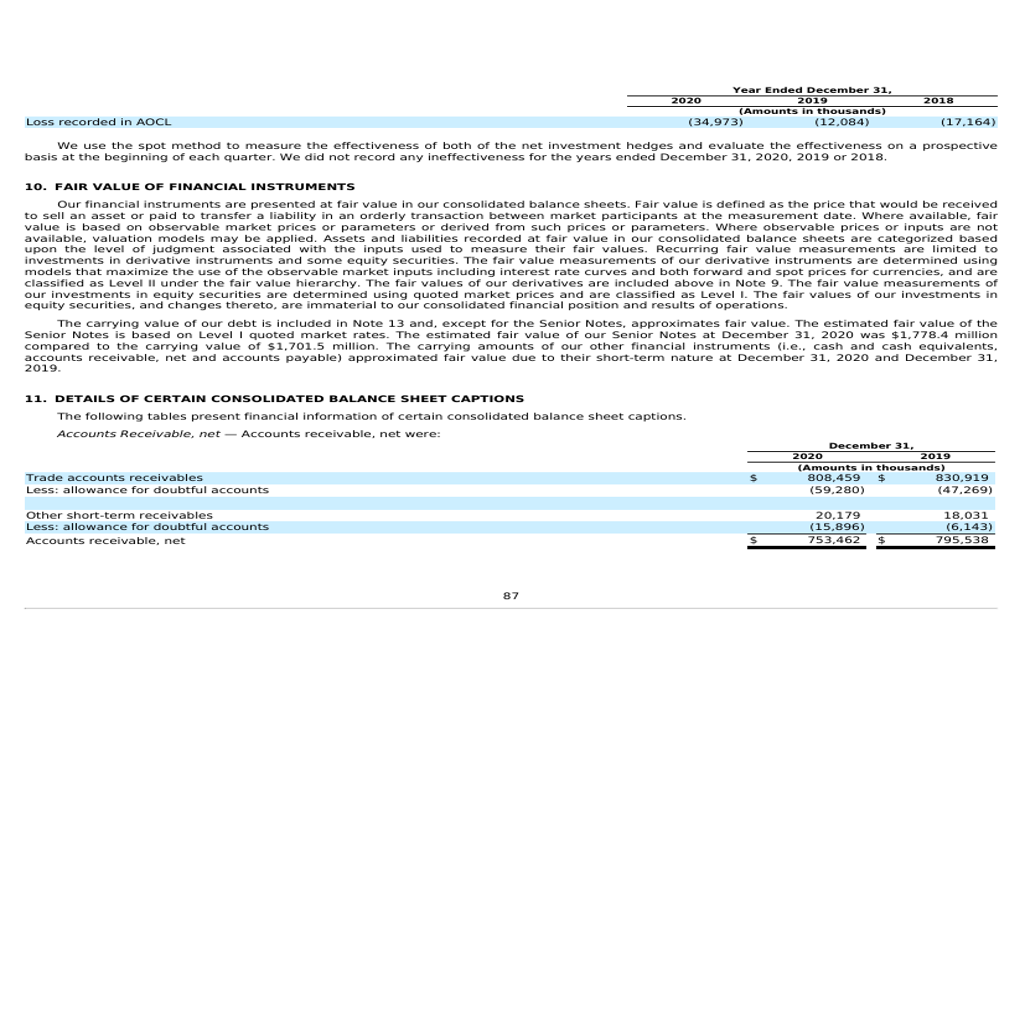 Year Ended December 31,
2020 2019 2018
(Amounts in thousands)
Loss recorded in AOCL (34,973) (12,084) (17,164)
We use the spot method to measure the effectiveness of both of the net investment hedges and evaluate the effectiveness on a prospective
basis at the beginning of each quarter. We did not record any ineffectiveness for the years ended December 31, 2020, 2019 or 2018.
10. FAIR VALUE OF FINANCIAL INSTRUMENTS
Our financial instruments are presented at fair value in our consolidated balance sheets. Fair value is defined as the price that would be received
to sell an asset or paid to transfer a liability in an orderly transaction between market participants at the measurement date. Where available, fair
value is based on observable market prices or parameters or derived from such prices or parameters. Where observable prices or inputs are not
available, valuation models may be applied. Assets and liabilities recorded at fair value in our consolidated balance sheets are categorized based
upon the level of judgment associated with the inputs used to measure their fair values. Recurring fair value measurements are limited to
investments in derivative instruments and some equity securities. The fair value measurements of our derivative instruments are determined using
models that maximize the use of the observable market inputs including interest rate curves and both forward and spot prices for currencies, and are
classified as Level II under the fair value hierarchy. The fair values of our derivatives are included above in Note 9. The fair value measurements of
our investments in equity securities are determined using quoted market prices and are classified as Level I. The fair values of our investments in
equity securities, and changes thereto, are immaterial to our consolidated financial position and results of operations.
The carrying value of our debt is included in Note 13 and, except for the Senior Notes, approximates fair value. The estimated fair value of the
Senior Notes is based on Level I quoted market rates. The estimated fair value of our Senior Notes at December 31, 2020 was $1,778.4 million
compared to the carrying value of $1,701.5 million. The carrying amounts of our other financial instruments (i.e., cash and cash equivalents,
accounts receivable, net and accounts payable) approximated fair value due to their short-term nature at December 31, 2020 and December 31,
2019.
11. DETAILS OF CERTAIN CONSOLIDATED BALANCE SHEET CAPTIONS
The following tables present financial information of certain consolidated balance sheet captions.
Accounts Receivable, net — Accounts receivable, net were:
December 31,
2020 2019
(Amounts in thousands)
Trade accounts receivables $ 808,459 $ 830,919
Less: allowance for doubtful accounts (59,280) (47,269)
Other short-term receivables 20,179 18,031
Less: allowance for doubtful accounts (15,896) (6,143)
Accounts receivable, net $ 753,462 $ 795,538
87